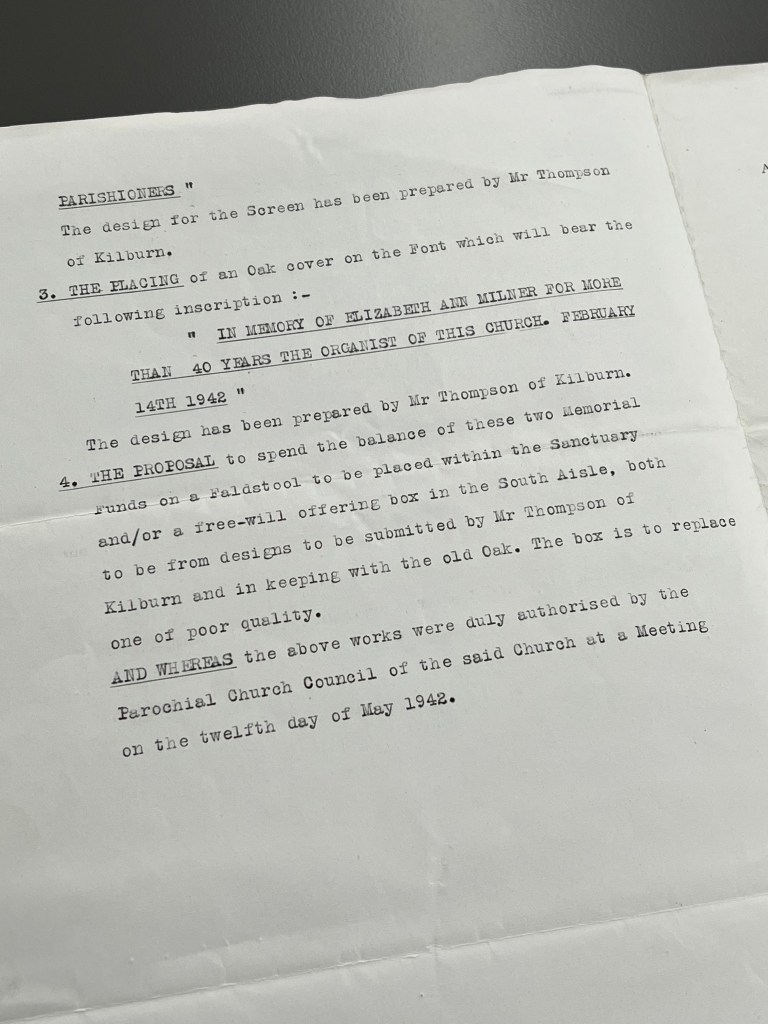 PARISHIONERS "
The design for the Screen has been prepared by Mr Thompson
of Kilburn.
3. THE PLACING of an Oak cover on the Font which will bear the
following inscription :-
" IN MEMORY OF ELIZABETH ANN MILNER FOR MORE
THAN 40 YEARS THE ORGANIST OF THIS CHURCH. FEBRUARY
14TH 1942 "
The design has been prepared by Mr Thompson of Kilburn.
4. THE PROPOSAL to spend the balance of these two Memorial
Funds on a Faldstool to be placed within the Sanctuary
and/or a free-will offering box in the South Aisle, both
to be from designs to be submitted by Mr Thompson of
Kilburn and in keeping with the old Oak. The box is to replace
one of poor quality.
AND WHEREAS the above works were duly authorised by the
Parochial Church Council of the said Church at a Meeting
on the twelfth day of May 1942.